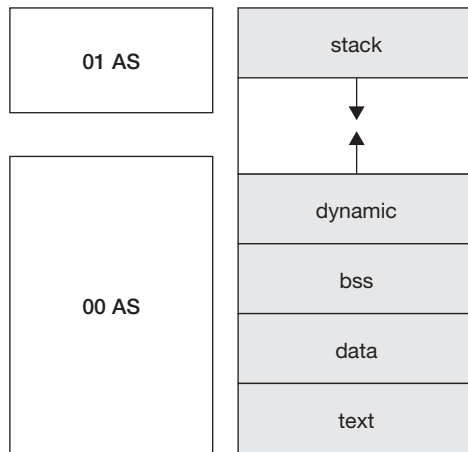 01 AS
stack
dynamic
00 AS
bss
data
text